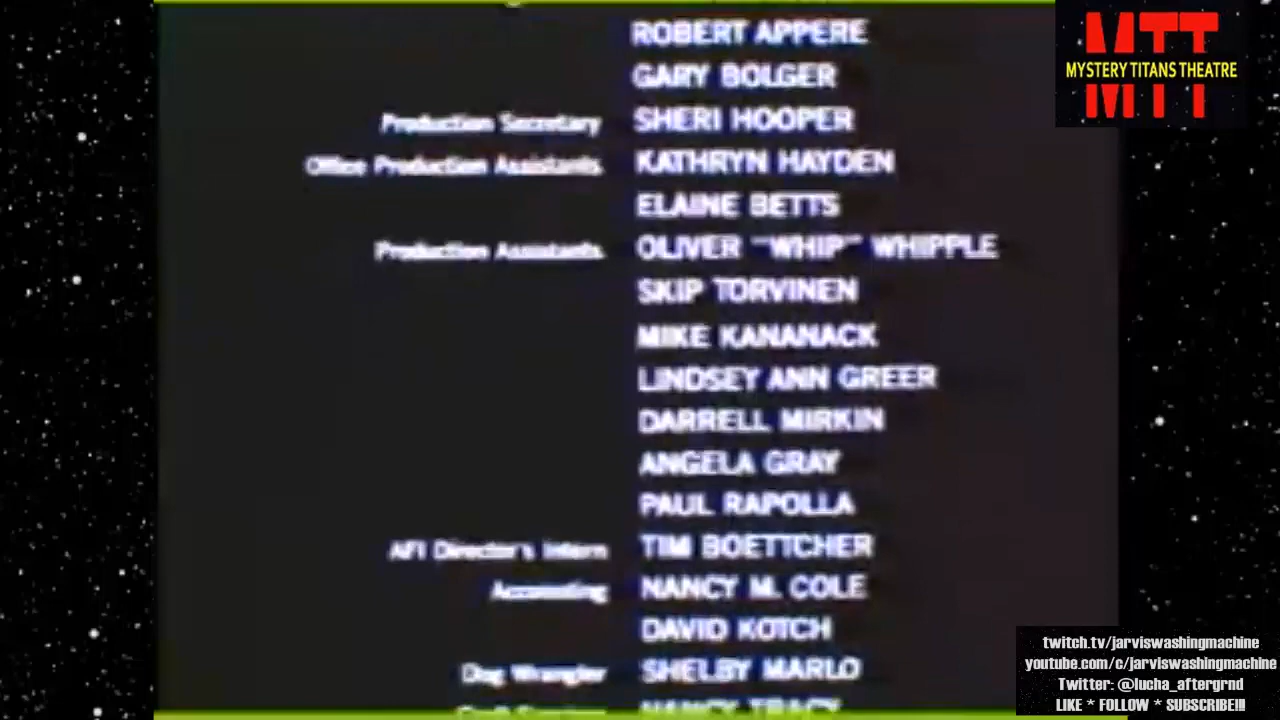 MTT
MYSTERY TITANS THEATRE
ROBERT APPERE
GARY BOLGER
Production Secretary SHERI HOOPER
Office Production Assistants KATHRYN HAYDEN
ELAINE BETTS
Production Assistants OLIVER "WHIP" WHIPPLE
SKIP TORVINEN
MIKE KANANACK
LINDSEY ANN GREER
DARRELL MIRKIN
ANGELA GRAY
PAUL RAPOLLA
AFI Director's Intern TIM BOETTCHER
Accounting NANCY M. COLE
DAVID KOTCH
Dog Wrangler SHELBY MARLO
NANCY TRACY
twitch.tv/jarviswashingmachine
youtube.com/c/jarviswashingmachine
Twitter: @lucha_aftergrnd
LIKE * FOLLOW * SUBSCRIBE!!!